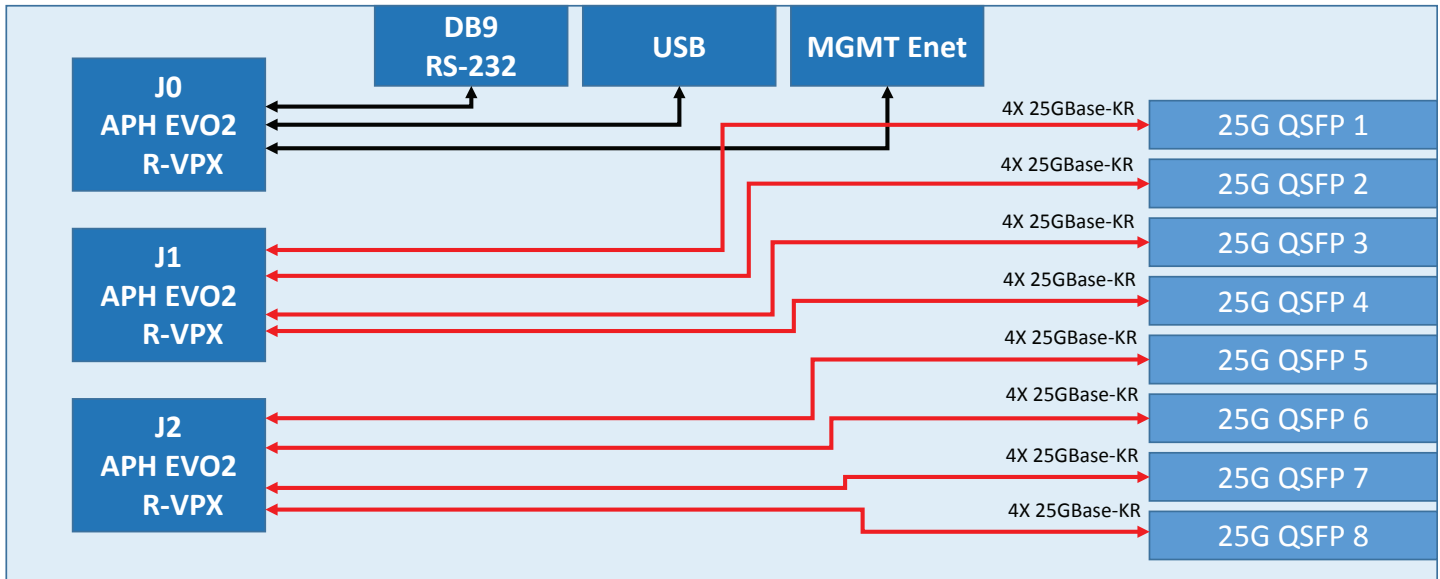 DB9
RS-232
USB
MGMT Enet
J0
APH EVO2
R-VPX
4X 25GBase-KR
25G QSFP 1
4X 25GBase-KR
25G QSFP 2
4X 25GBase-KR
25G QSFP 3
J1
APH EVO2
R-VPX
4X 25GBase-KR
25G QSFP 4
4X 25GBase-KR
25G QSFP 5
4X 25GBase-KR
25G QSFP 6
J2
APH EVO2
R-VPX
4X 25GBase-KR
25G QSFP 7
4X 25GBase-KR
25G QSFP 8